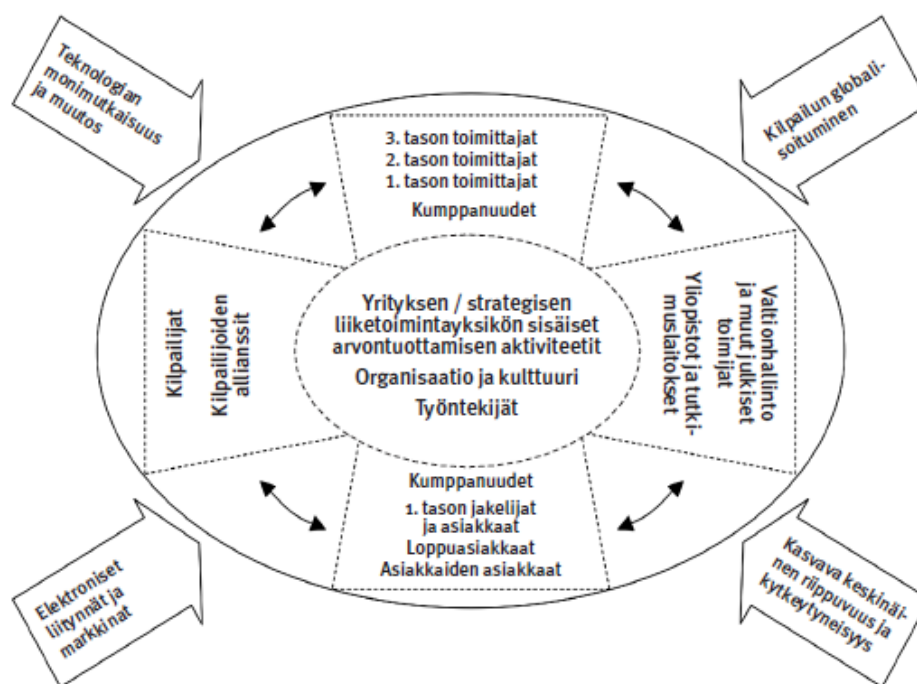 Teknologian
monimutkaisuus
ja muutos
Kilpailun globali-
soituminen
3. tason toimittajat
2. tason toimittajat
1. tason toimittajat
Kumppanuudet
Kilpailijat
Kilpailijoiden
allianssit
Yrityksen / strategisen
liiketoimintayksikön sisäiset
arvontuottamisen aktiviteetit
Organisaatio ja kulttuuri
Työntekijät
Valtionhallinto
ja muut julkiset
toimijat
Yliopistot ja tutki-
muslaitokset
Kumppanuudet
1. tason jakelijat
ja asiakkaat
Loppuasiakkaat
Asiakkaiden asiakkaat
Elektroniset
liitynnät ja
markkinat
Kasvava keskinäi-
nen riippuvuus ja
kytkeytyneisyys